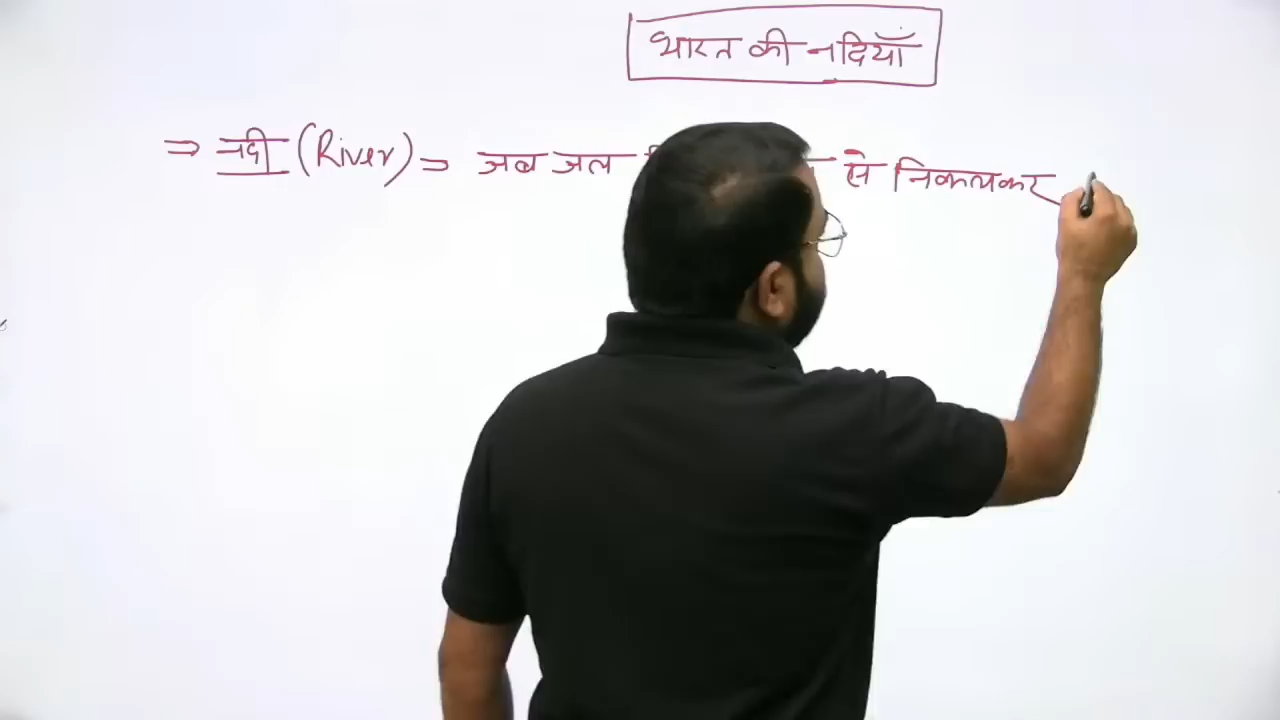 भारत की नदियाँ
⇒ नदी (River) = जब जल से निकलकर